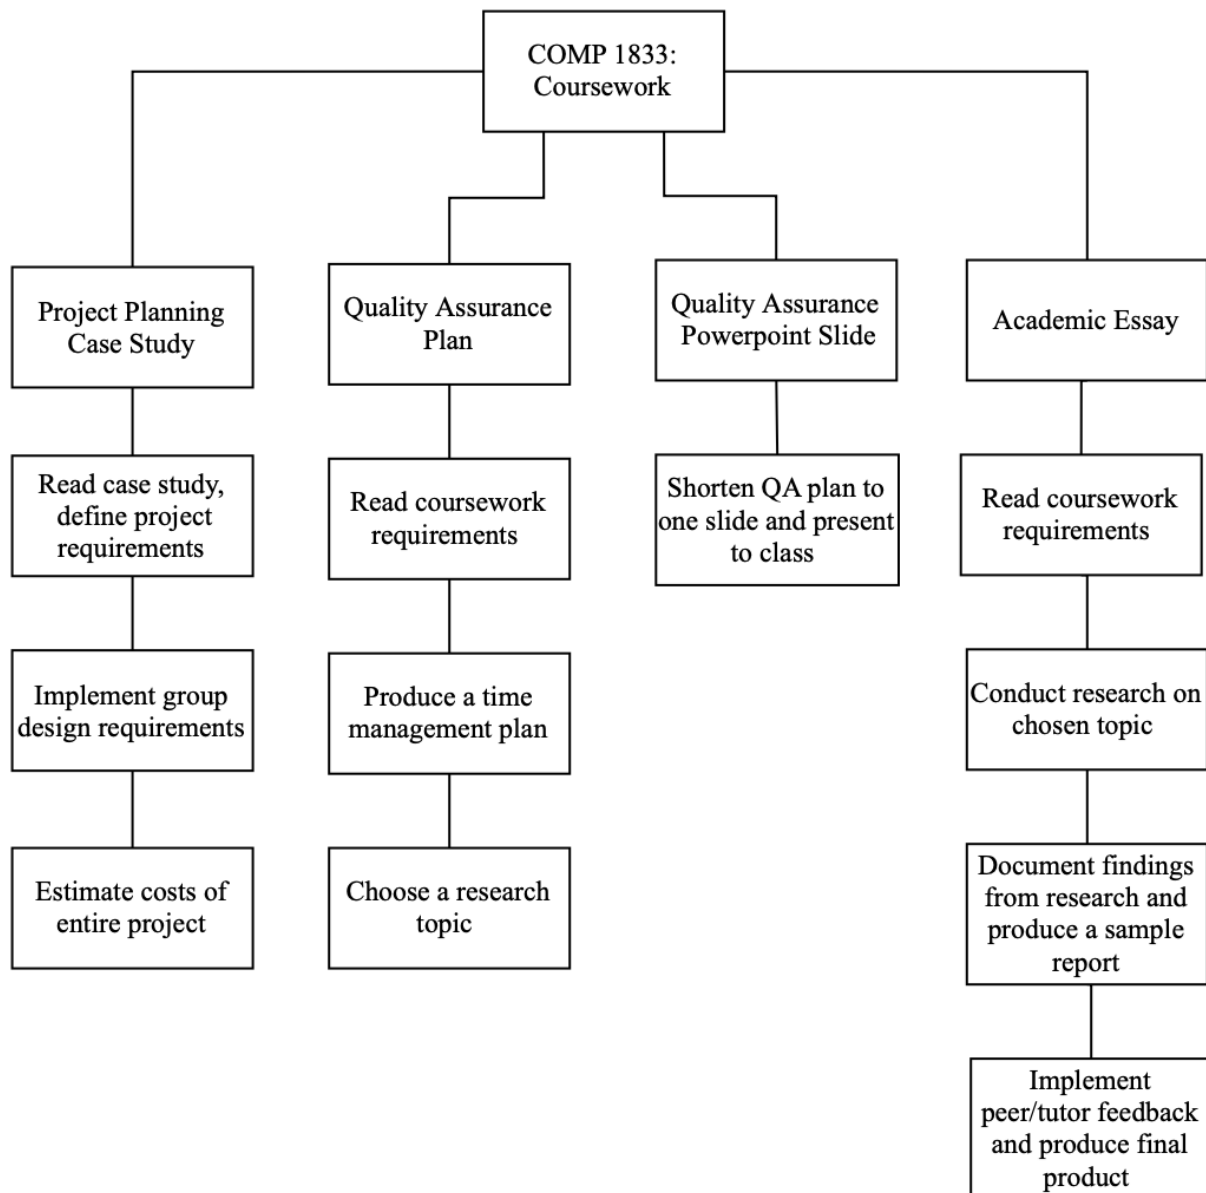 COMP 1833:
Coursework
Project Planning
Case Study
Quality Assurance
Plan
Quality Assurance
Powerpoint Slide
Academic Essay
Read case study,
define project
requirements
Read coursework
requirements
Shorten QA plan to
one slide and present
to class
Read coursework
requirements
Implement group
design requirements
Produce a time
management plan
Conduct research on
chosen topic
Estimate costs of
entire project
Choose a research
topic
Document findings
from research and
produce a sample
report
Implement
peer/tutor feedback
and produce final
product